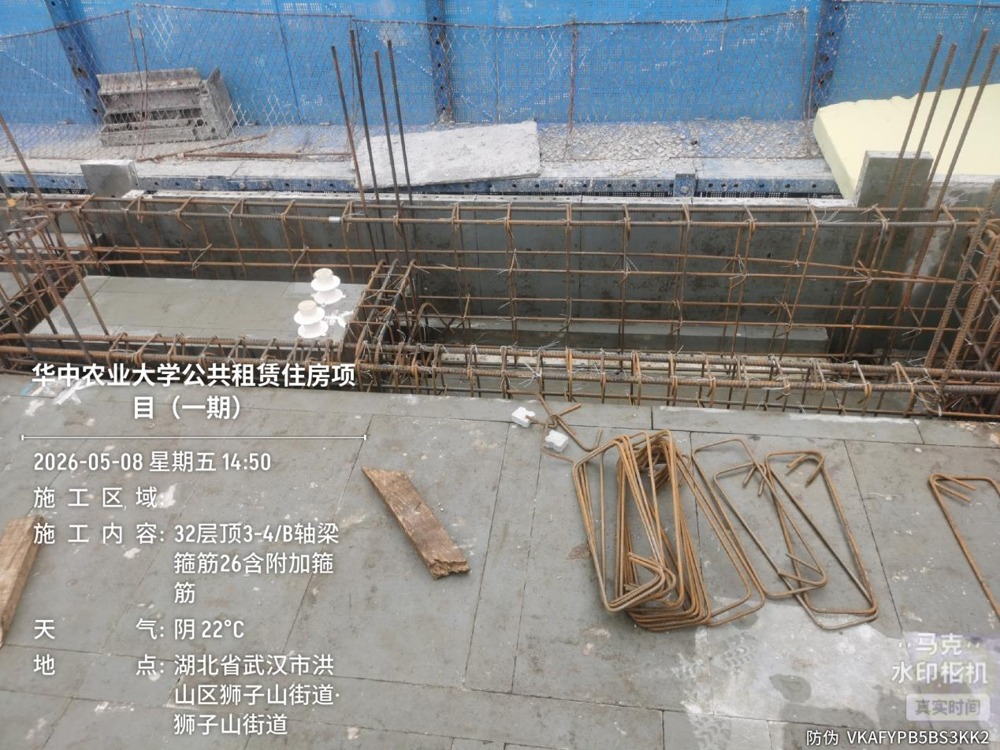 华中农业大学公共租赁住房项
目（一期）
2026-05-08 星期五 14:50
施工区域:
施工内容: 32层顶3-4/B轴梁
箍筋26含附加箍
筋
天气: 阴 22°C
地点: 湖北省武汉市洪
山区狮子山街道·
狮子山街道
马克
水印相机
真实时间
防伪 VKAFYPB5BS3KK2